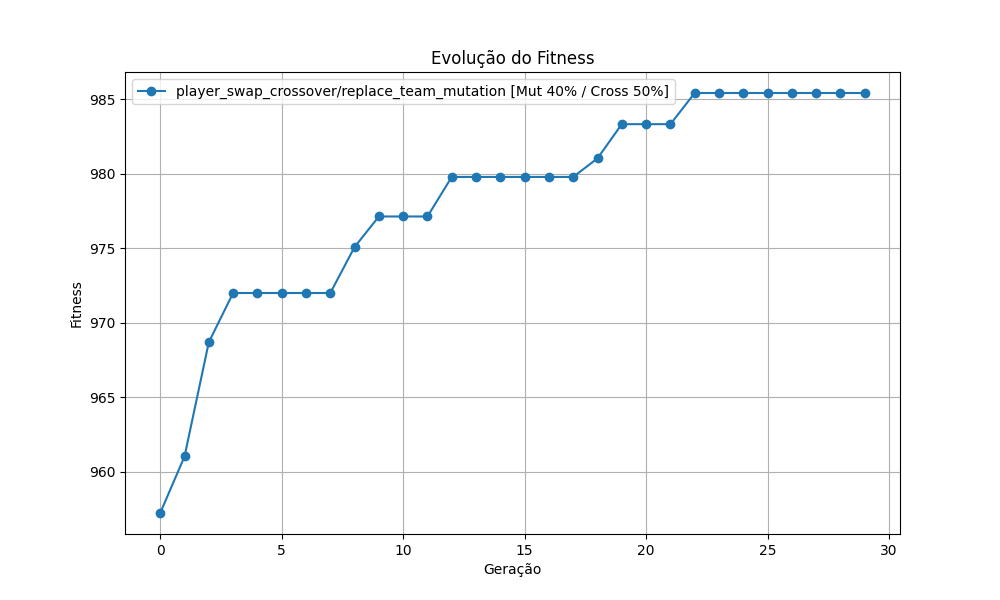 Evolução do Fitness
player_swap_crossover/replace_team_mutation [Mut 40% / Cross 50%]
Fitness
985
980
975
970
965
960
0 5 10 15 20 25 30
Geração